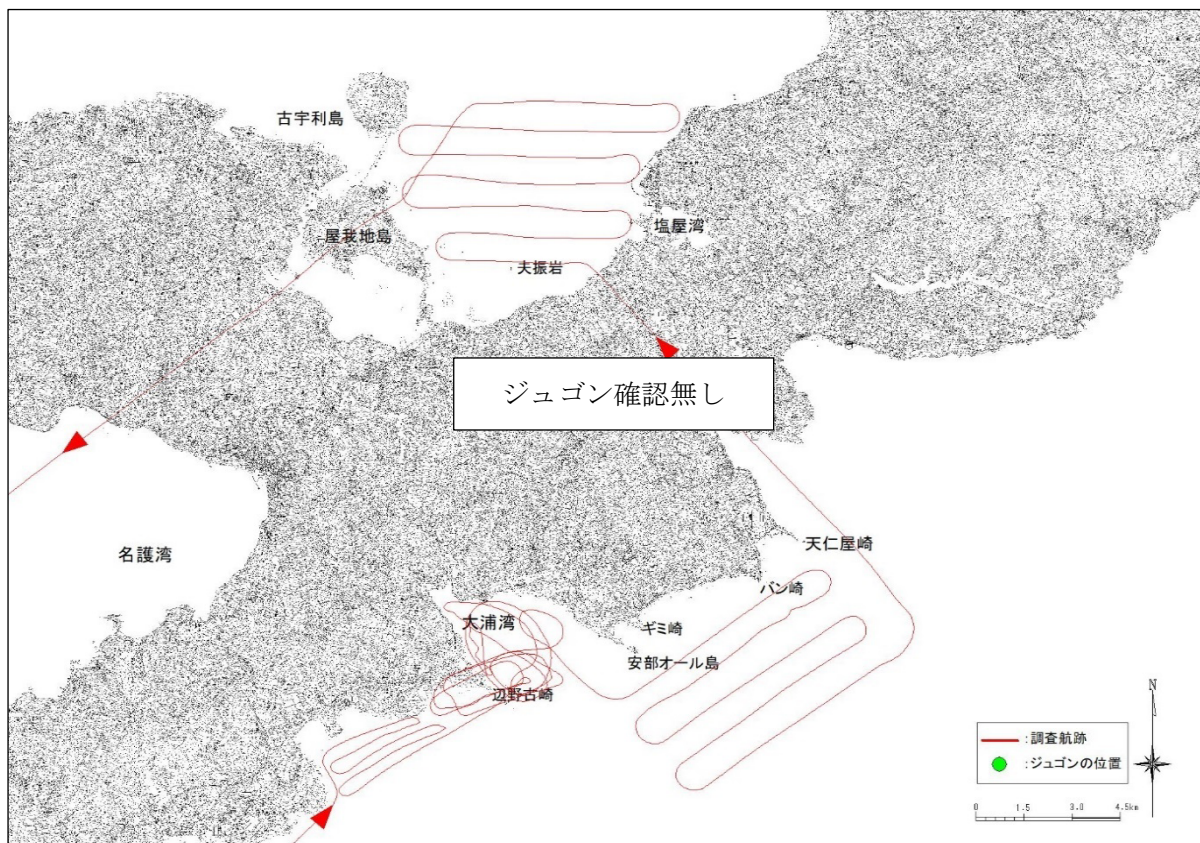 古宇利島
屋我地島
塩屋湾
夫振岩
ジュゴン確認無し
名護湾
天仁屋崎
バン崎
大浦湾
ギミ崎
安部オール島
辺野古崎
N
:調査航跡
:ジュゴンの位置
0 1.5 3.0 4.5km